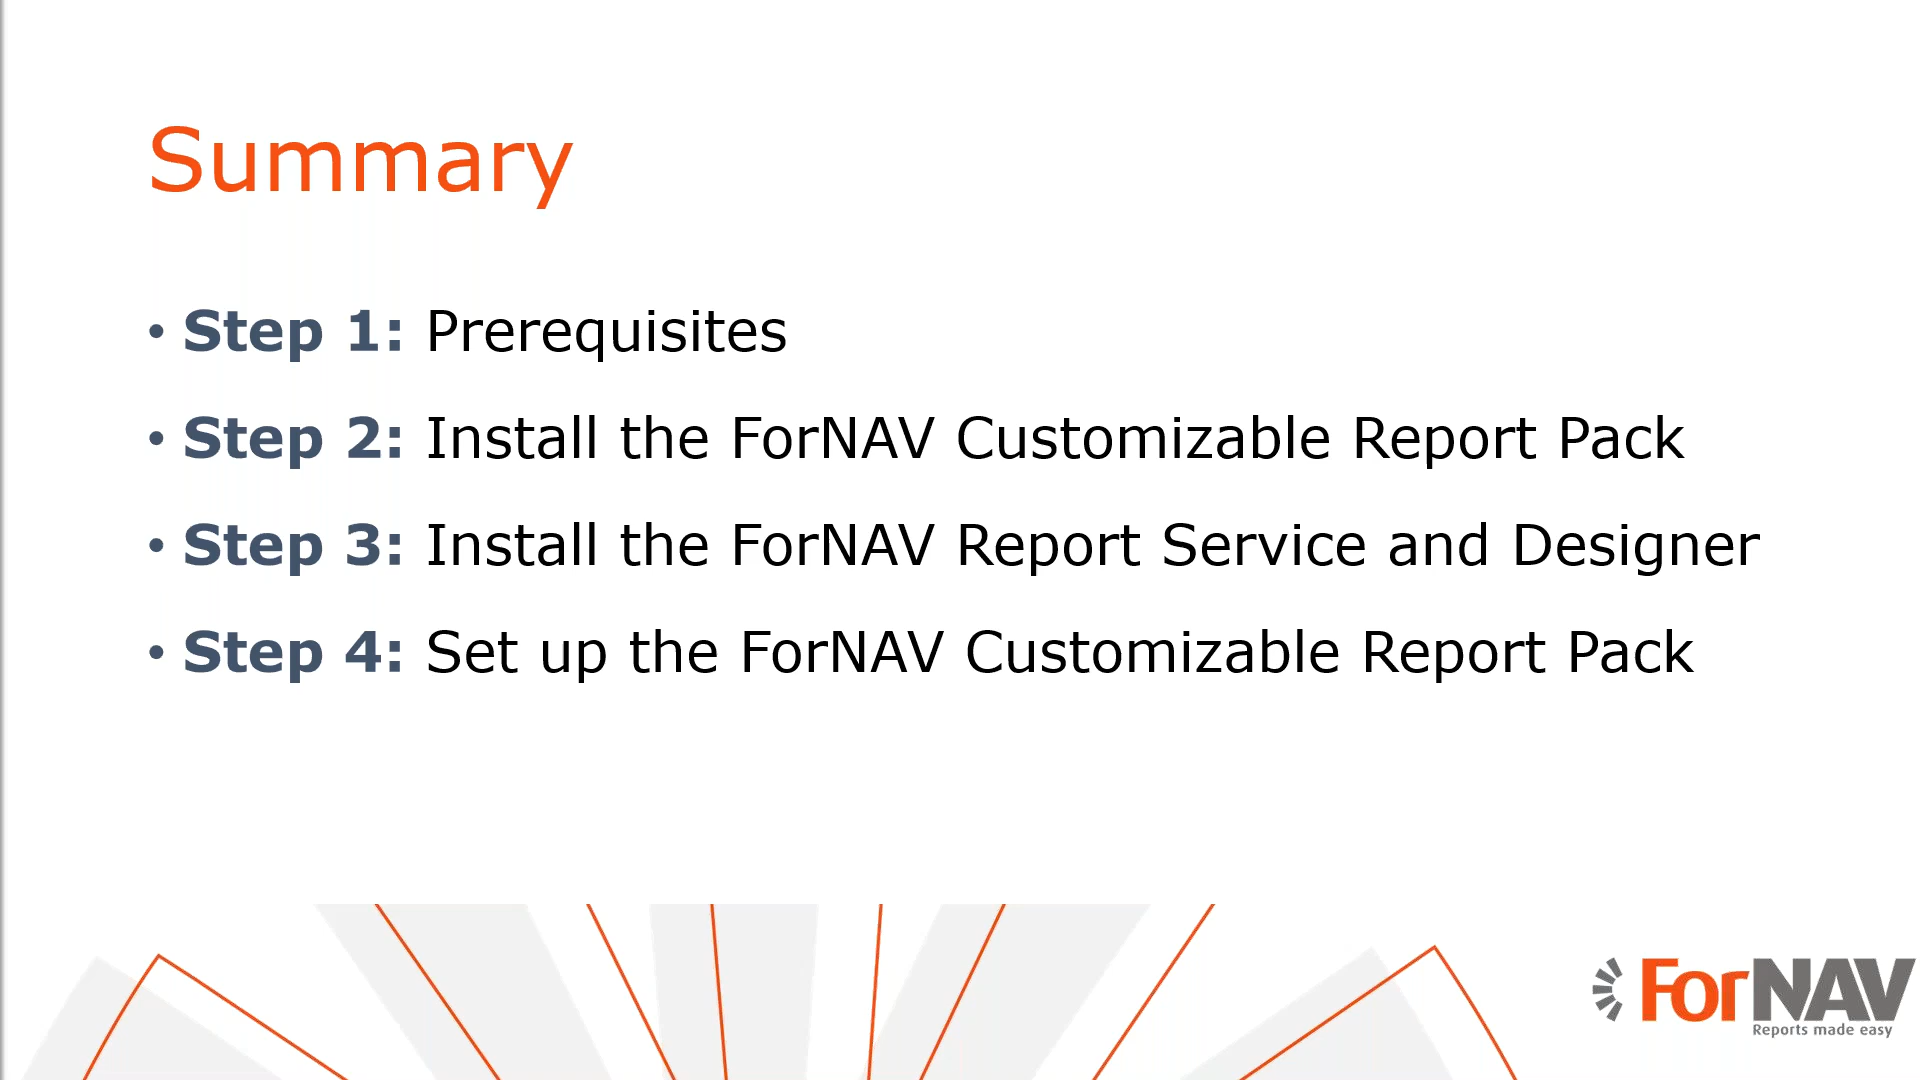 Summary
• Step 1: Prerequisites
• Step 2: Install the ForNAV Customizable Report Pack
• Step 3: Install the ForNAV Report Service and Designer
• Step 4: Set up the ForNAV Customizable Report Pack
ForNAV
Reports made easy